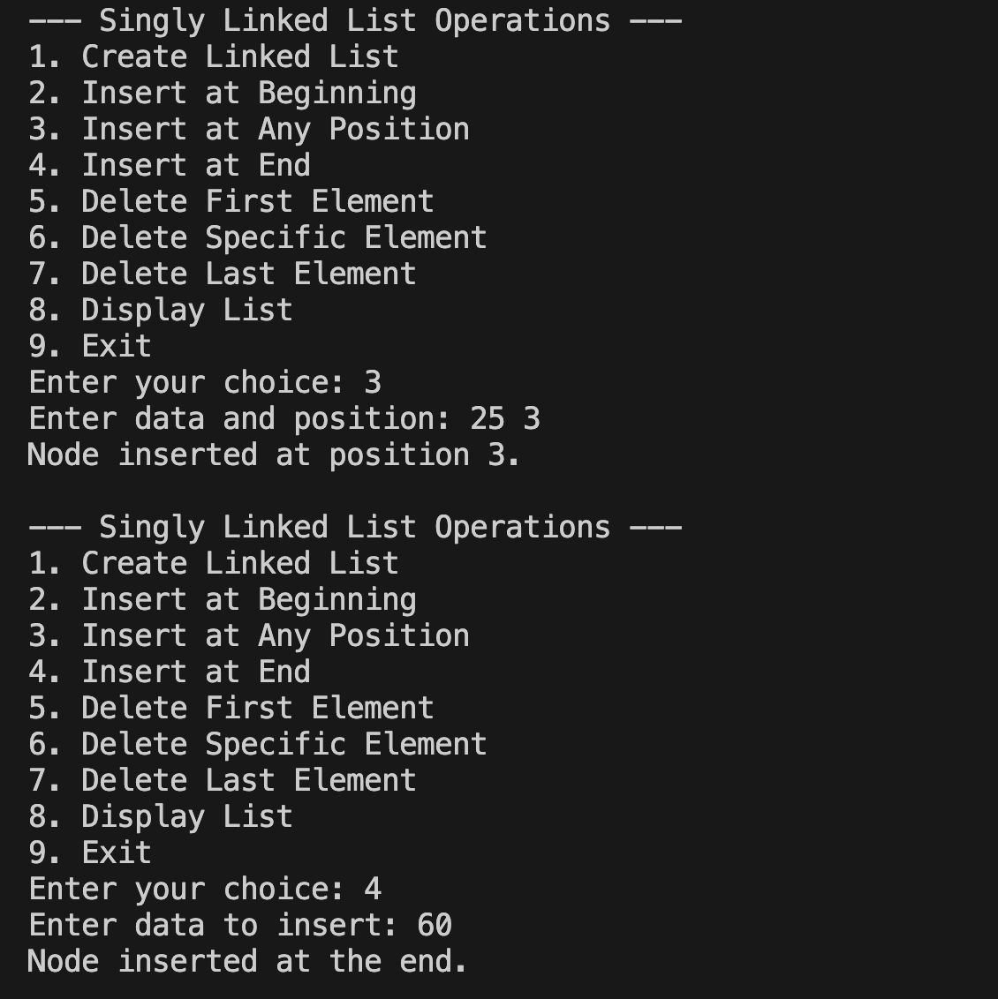 --- Singly Linked List Operations ---
1. Create Linked List
2. Insert at Beginning
3. Insert at Any Position
4. Insert at End
5. Delete First Element
6. Delete Specific Element
7. Delete Last Element
8. Display List
9. Exit
Enter your choice: 3
Enter data and position: 25 3
Node inserted at position 3.

--- Singly Linked List Operations ---
1. Create Linked List
2. Insert at Beginning
3. Insert at Any Position
4. Insert at End
5. Delete First Element
6. Delete Specific Element
7. Delete Last Element
8. Display List
9. Exit
Enter your choice: 4
Enter data to insert: 60
Node inserted at the end.